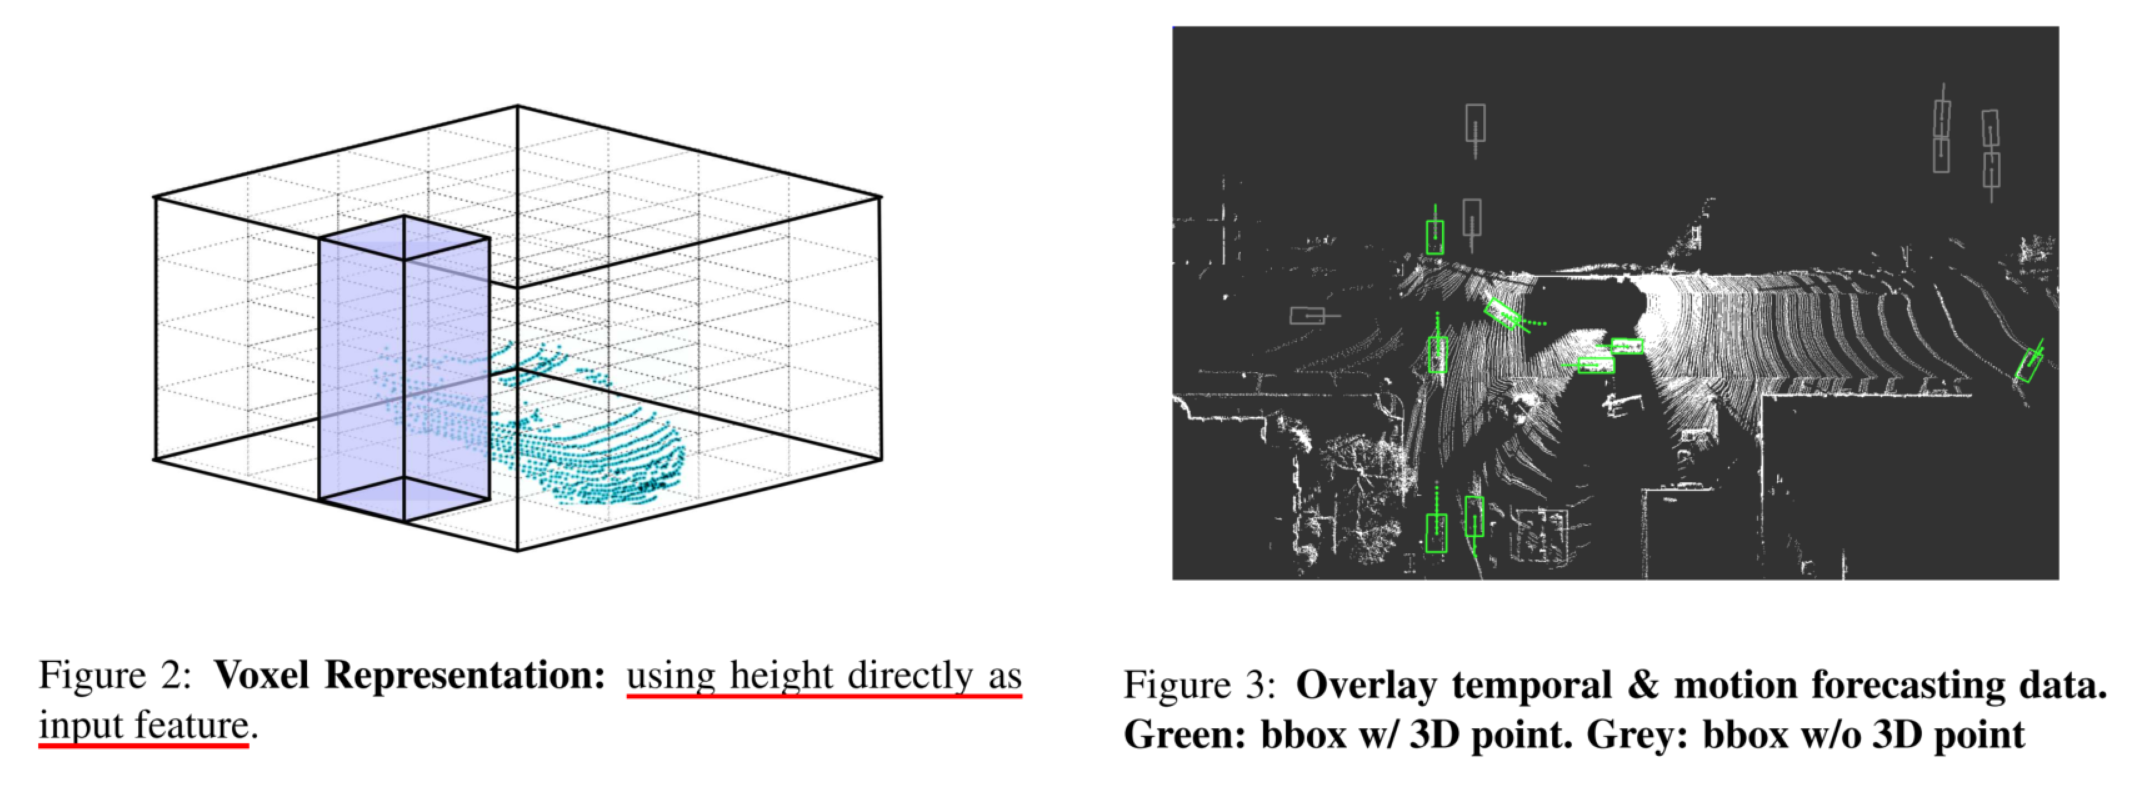 Figure 2: Voxel Representation: using height directly as
input feature.
Figure 3: Overlay temporal & motion forecasting data.
Green: bbox w/ 3D point. Grey: bbox w/o 3D point